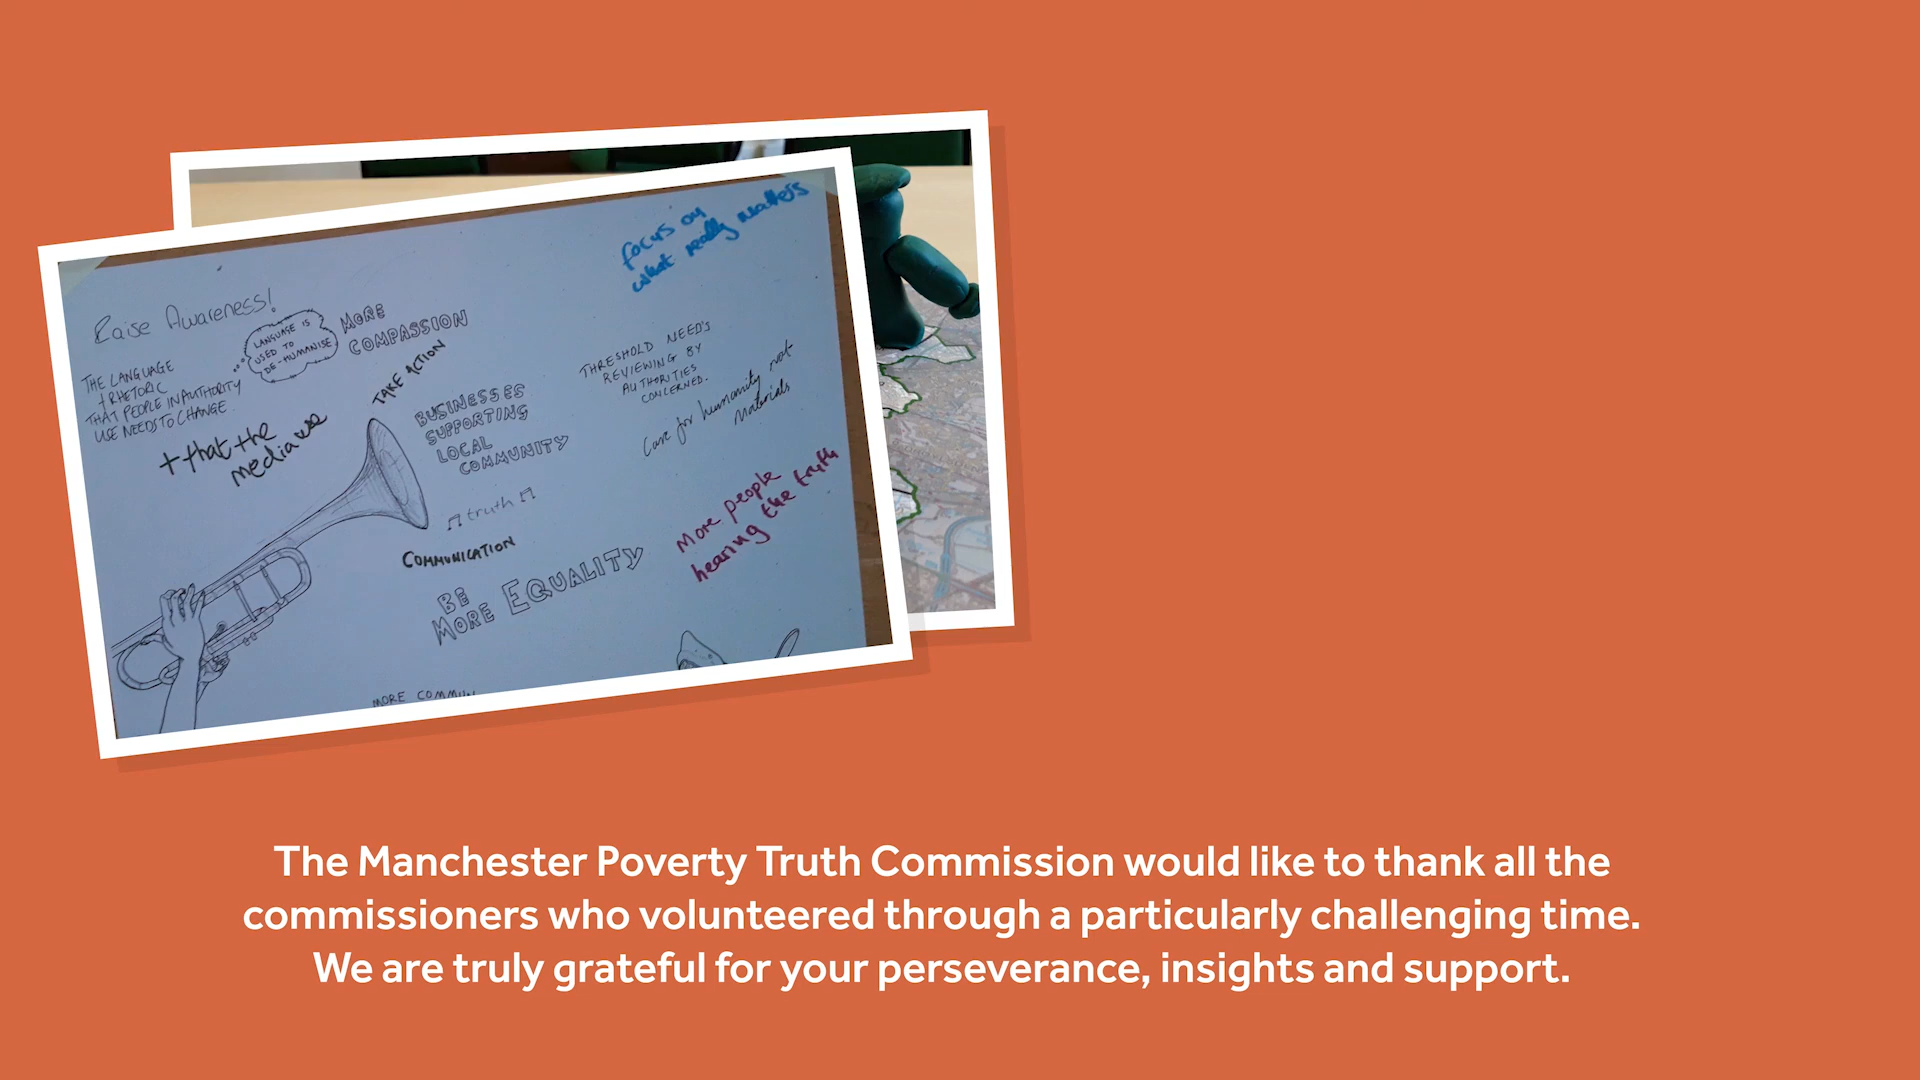 focus on
what really matters
Raise Awareness!
LANGUAGE IS
USED TO
DE-HUMANISE
MORE
COMPASSION
THE LANGUAGE
+ RHETORIC
THAT PEOPLE IN AUTHORITY
USE NEEDS TO CHANGE.
+ that the
media use
TAKE ACTION
BUSINESSES
SUPPORTING
LOCAL
COMMUNITY
THRESHOLD NEED'S
REVIEWING BY
AUTHORITIES
CONCERNED.
Care for humanity not
materials
♫ truth ♫
More people
hearing the truth
COMMUNICATION
BE
MORE EQUALITY
MORE COMMUN
The Manchester Poverty Truth Commission would like to thank all the
commissioners who volunteered through a particularly challenging time.
We are truly grateful for your perseverance, insights and support.